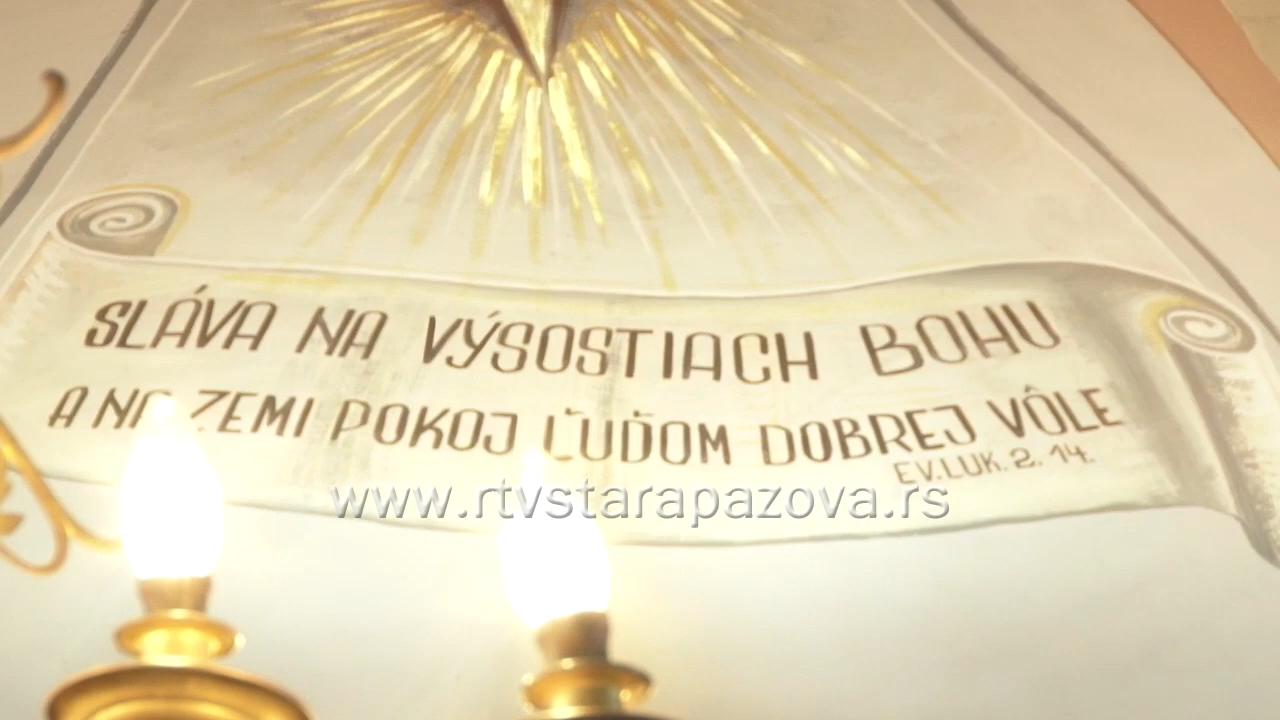 SLÁVA NA VÝSOSTIACH BOHU
A NA ZEMI POKOJ ĽUĎOM DOBREJ VÔLE
EV. LUK. 2. 14.
www.rtvstarapazova.rs